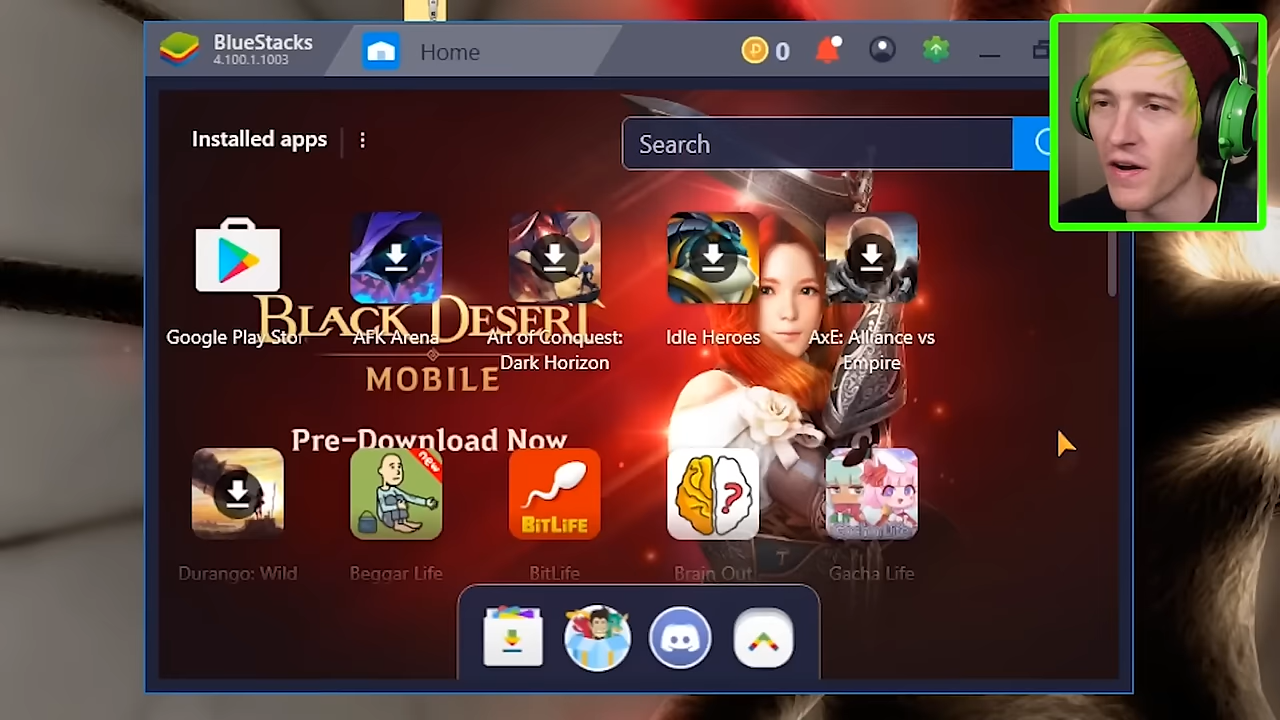 BlueStacks
4.100.1.1003
Home
0
Installed apps
Search
Google Play Stor
AFK Arena
Art of Conquest:
Dark Horizon
Idle Heroes
AxE: Alliance vs
Empire
BLACK DESERT
MOBILE
Pre-Download Now
new
BITLIFE
?
Durango: Wild
Beggar Life
BitLife
Brain Out
Gacha Life